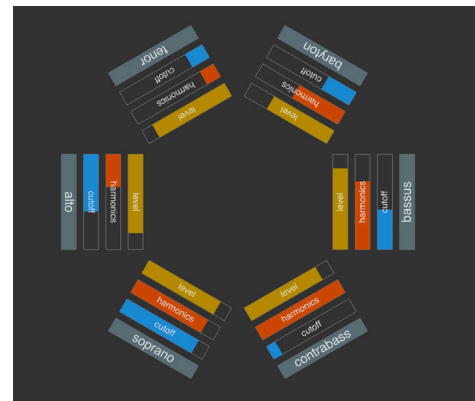 tenor
cutoff
harmonics
level
baryton
cutoff
harmonics
level
alto
cutoff
harmonics
level
level
harmonics
cutoff
bassus
level
harmonics
cutoff
soprano
level
harmonics
cutoff
contrabass